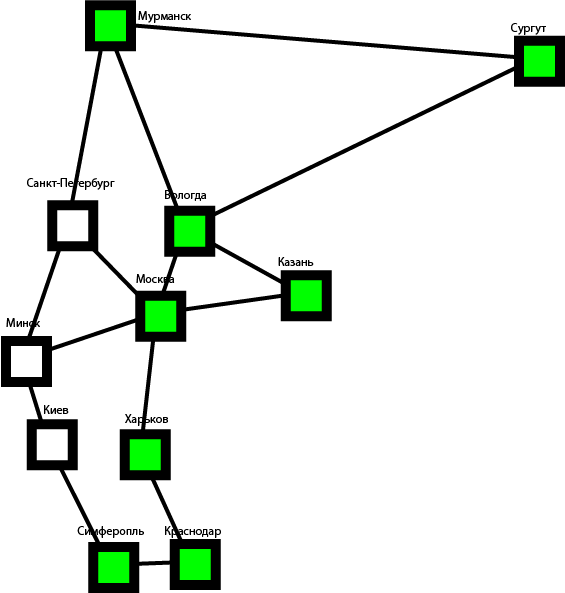 Мурманск
Сургут
Санкт-Петербург
Вологда
Казань
Москва
Минск
Киев
Харьков
Симферопль
Краснодар